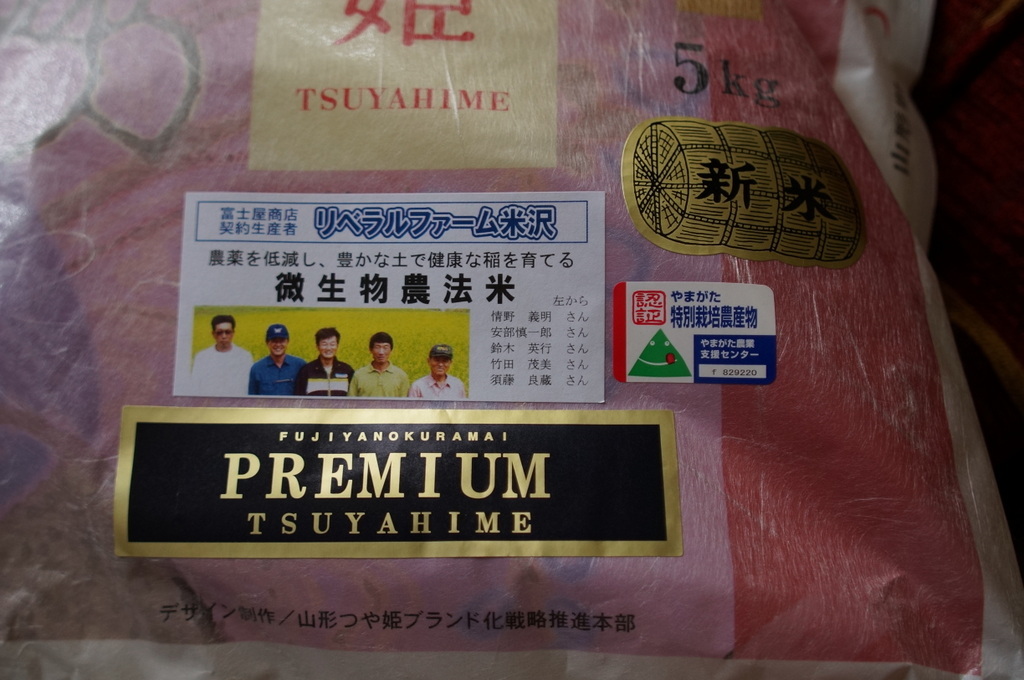 姫
TSUYAHIME
5kg
新米
富士屋商店
契約生産者
リベラルファーム米沢
農薬を低減し、豊かな土で健康な稲を育てる
微生物農法米
左から
情野 義明 さん
安部慎一郎 さん
鈴木 英行 さん
竹田 茂美 さん
須藤 良蔵 さん
認証
やまがた
特別栽培農産物
やまがた農業
支援センター
r 829220
FUJIYANOKURAMAI
PREMIUM
TSUYAHIME
デザイン制作/山形つや姫ブランド化戦略推進本部